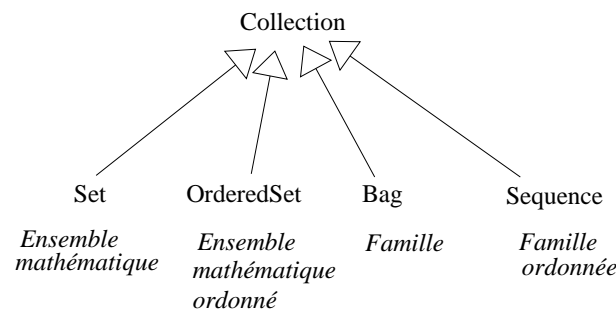 Collection
Set
OrderedSet
Bag
Sequence
Ensemble
mathématique
Ensemble
mathématique
ordonné
Famille
Famille
ordonnée